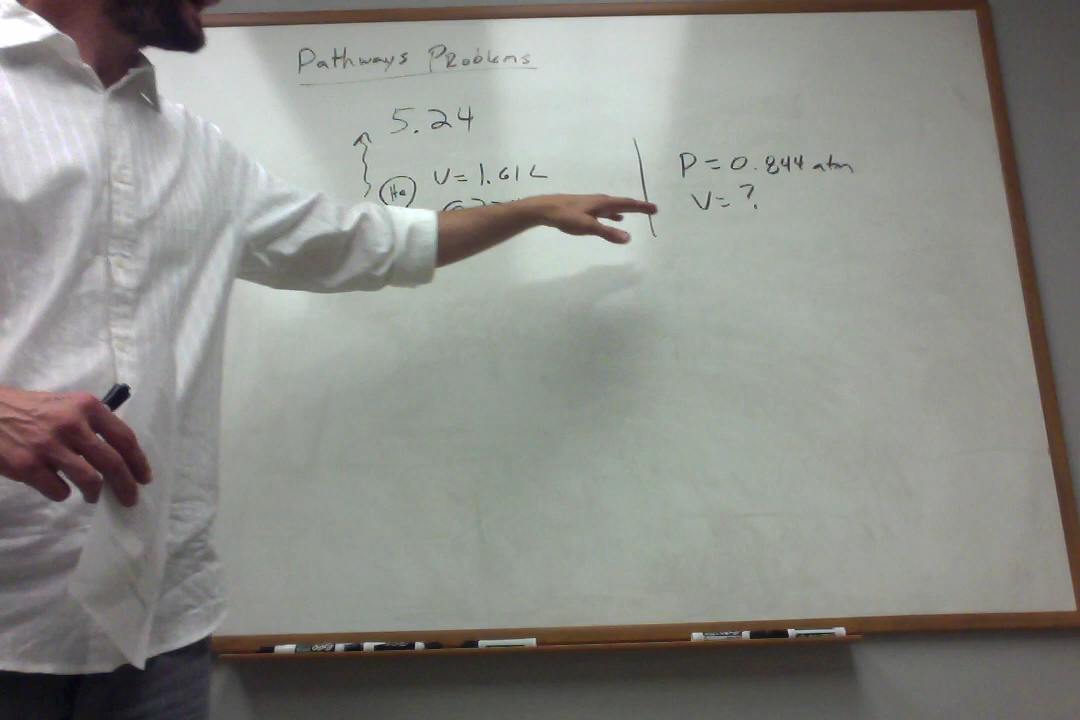 Pathways Problems
5.24
V = 1.61 L
He
P = 0.844 atm
V = ?